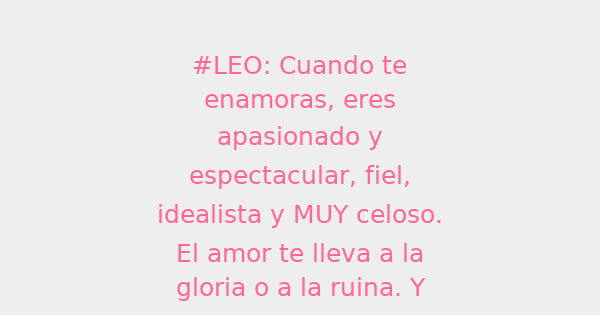 #LEO: Cuando te
enamoras, eres
apasionado y
espectacular, fiel,
idealista y MUY celoso.
El amor te lleva a la
gloria o a la ruina. Y